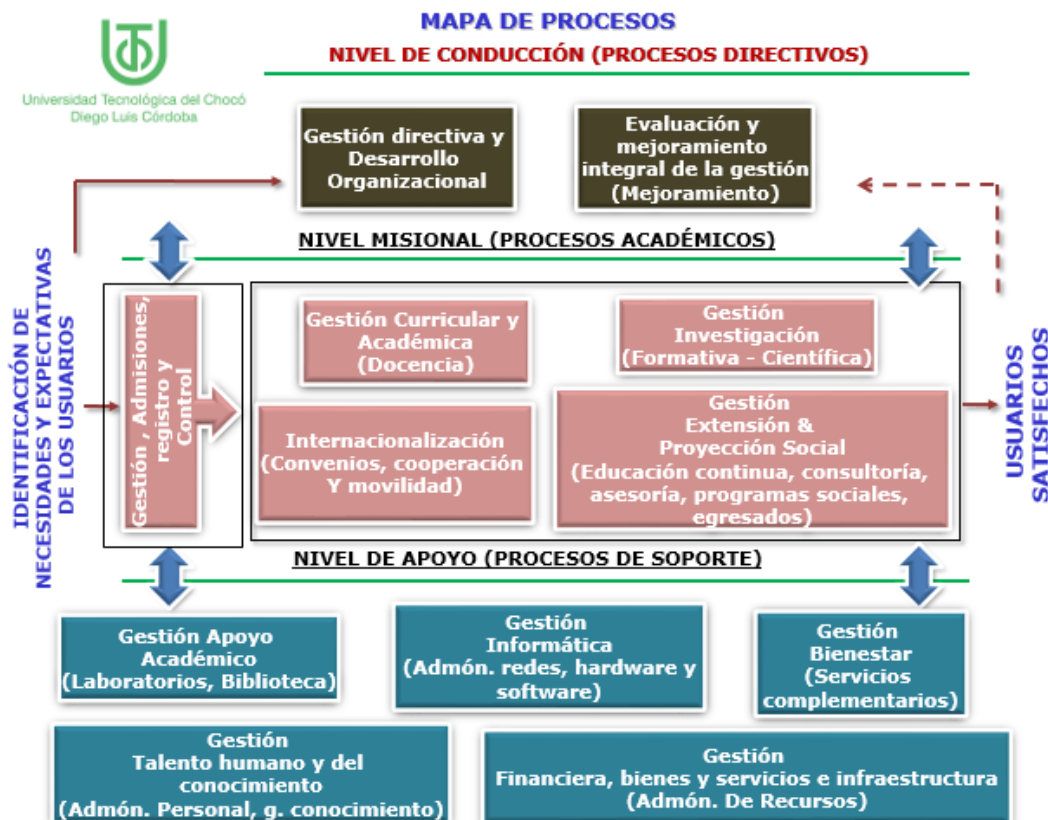 MAPA DE PROCESOS
NIVEL DE CONDUCCIÓN (PROCESOS DIRECTIVOS)
Universidad Tecnológica del Chocó
Diego Luis Córdoba
Gestión directiva y
Desarrollo
Organizacional
Evaluación y
mejoramiento
integral de la gestión
(Mejoramiento)
NIVEL MISIONAL (PROCESOS ACADÉMICOS)
IDENTIFICACIÓN DE
NECESIDADES Y EXPECTATIVAS
DE LOS USUARIOS
Gestión , Admisiones,
registro y
Control
Gestión Curricular y
Académica
(Docencia)
Gestión
Investigación
(Formativa - Científica)
Internacionalización
(Convenios, cooperación
Y movilidad)
Gestión
Extensión &
Proyección Social
(Educación continua, consultoría,
asesoría, programas sociales,
egresados)
USUARIOS
SATISFECHOS
NIVEL DE APOYO (PROCESOS DE SOPORTE)
Gestión Apoyo
Académico
(Laboratorios, Biblioteca)
Gestión
Informática
(Admón. redes, hardware y
software)
Gestión
Bienestar
(Servicios
complementarios)
Gestión
Talento humano y del
conocimiento
(Admón. Personal, g. conocimiento)
Gestión
Financiera, bienes y servicios e infraestructura
(Admón. De Recursos)